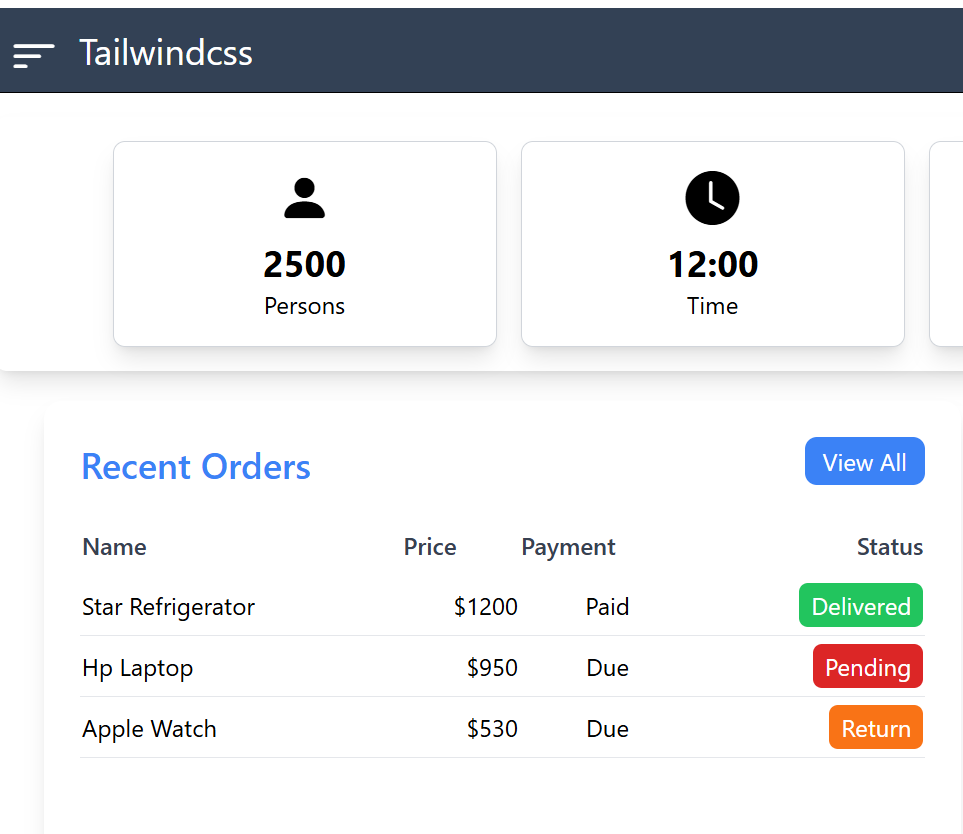 Tailwindcss
2500
Persons
12:00
Time
Recent Orders
View All
Name Price Payment Status
Star Refrigerator $1200 Paid Delivered
Hp Laptop $950 Due Pending
Apple Watch $530 Due Return